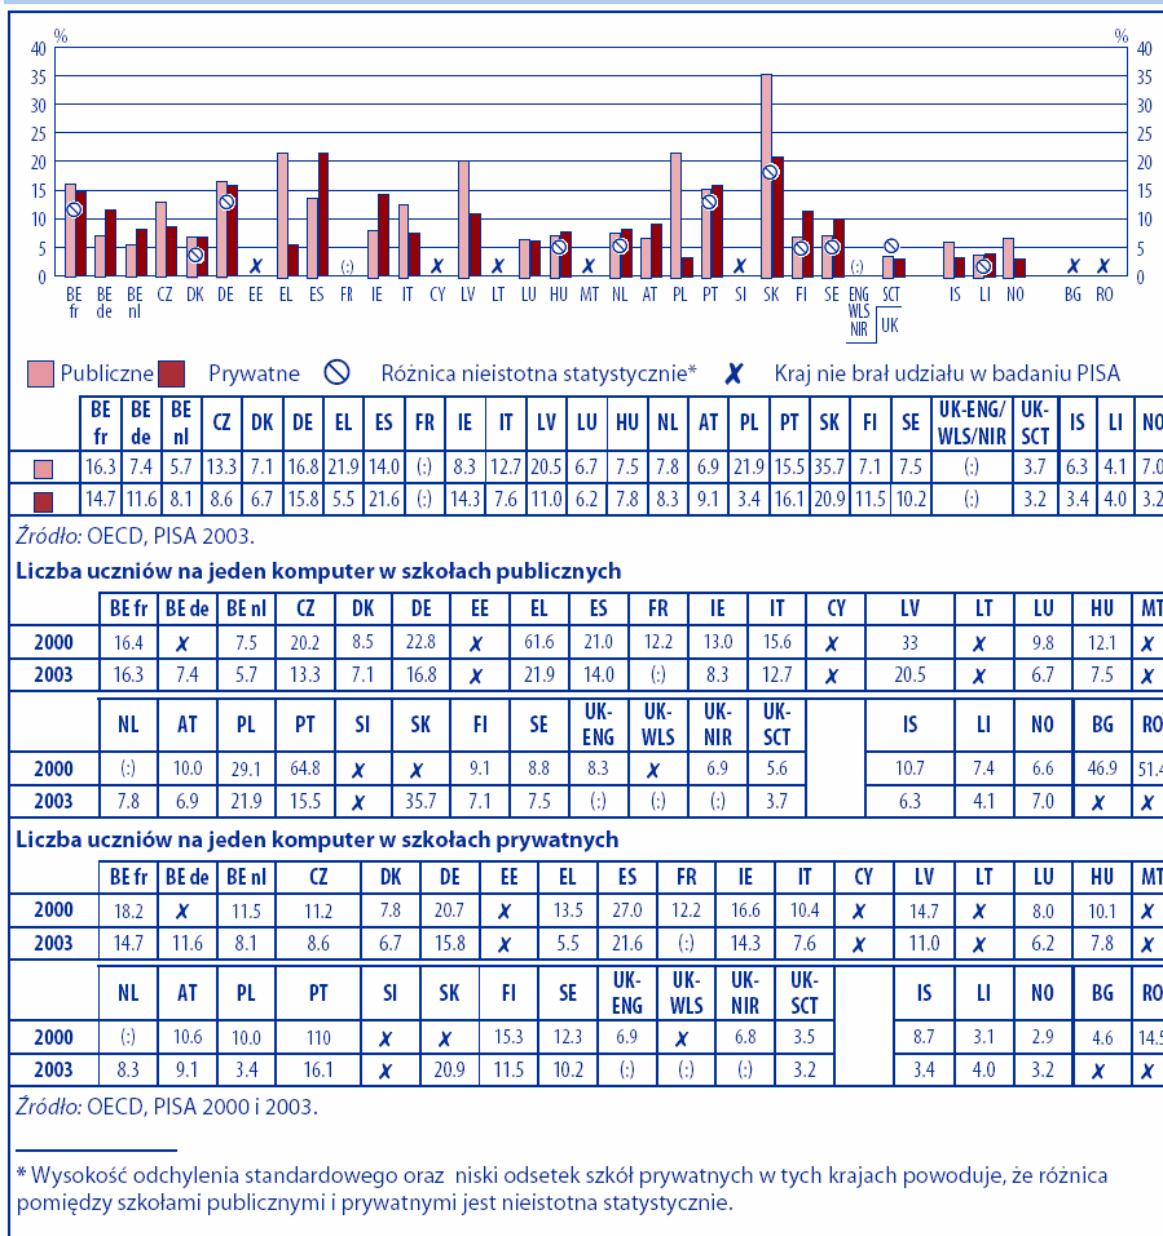 % %
40 40
35 35
30 30
25 25
20 20
15 15
10 10
5 5
0 (:) (:) 0
BE fr BE de BE nl CZ DK DE EE EL ES FR IE IT CY LV LT LU HU MT NL AT PL PT SI SK FI SE ENG WLS NIR SCT UK IS LI NO BG RO
Publiczne Prywatne Różnica nieistotna statystycznie* ✗ Kraj nie brał udziału w badaniu PISA
BE fr BE de BE nl CZ DK DE EL ES FR IE IT LV LU HU NL AT PL PT SK FI SE UK-ENG/WLS/NIR UK-SCT IS LI NO
16.3 7.4 5.7 13.3 7.1 16.8 21.9 14.0 (:) 8.3 12.7 20.5 6.7 7.5 7.8 6.9 21.9 15.5 35.7 7.1 7.5 (:) 3.7 6.3 4.1 7.0
14.7 11.6 8.1 8.6 6.7 15.8 5.5 21.6 (:) 14.3 7.6 11.0 6.2 7.8 8.3 9.1 3.4 16.1 20.9 11.5 10.2 (:) 3.2 3.4 4.0 3.2
Źródło: OECD, PISA 2003.
Liczba uczniów na jeden komputer w szkołach publicznych
BE fr BE de BE nl CZ DK DE EE EL ES FR IE IT CY LV LT LU HU MT
2000 16.4 ✗ 7.5 20.2 8.5 22.8 ✗ 61.6 21.0 12.2 13.0 15.6 ✗ 33 ✗ 9.8 12.1 ✗
2003 16.3 7.4 5.7 13.3 7.1 16.8 ✗ 21.9 14.0 (:) 8.3 12.7 ✗ 20.5 ✗ 6.7 7.5 ✗
NL AT PL PT SI SK FI SE UK-ENG UK-WLS UK-NIR UK-SCT IS LI NO BG RO
2000 (:) 10.0 29.1 64.8 ✗ ✗ 9.1 8.8 8.3 ✗ 6.9 5.6 10.7 7.4 6.6 46.9 51.4
2003 7.8 6.9 21.9 15.5 ✗ 35.7 7.1 7.5 (:) (:) (:) 3.7 6.3 4.1 7.0 ✗ ✗
Liczba uczniów na jeden komputer w szkołach prywatnych
BE fr BE de BE nl CZ DK DE EE EL ES FR IE IT CY LV LT LU HU MT
2000 18.2 ✗ 11.5 11.2 7.8 20.7 ✗ 13.5 27.0 12.2 16.6 10.4 ✗ 14.7 ✗ 8.0 10.1 ✗
2003 14.7 11.6 8.1 8.6 6.7 15.8 ✗ 5.5 21.6 (:) 14.3 7.6 ✗ 11.0 ✗ 6.2 7.8 ✗
NL AT PL PT SI SK FI SE UK-ENG UK-WLS UK-NIR UK-SCT IS LI NO BG RO
2000 (:) 10.6 10.0 110 ✗ ✗ 15.3 12.3 6.9 ✗ 6.8 3.5 8.7 3.1 2.9 4.6 14.5
2003 8.3 9.1 3.4 16.1 ✗ 20.9 11.5 10.2 (:) (:) (:) 3.2 3.4 4.0 3.2 ✗ ✗
Źródło: OECD, PISA 2000 i 2003.
* Wysokość odchylenia standardowego oraz niski odsetek szkół prywatnych w tych krajach powoduje, że różnica
pomiędzy szkołami publicznymi i prywatnymi jest nieistotna statystycznie.